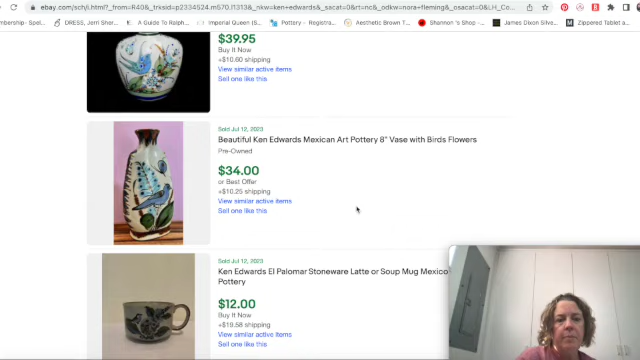 ebay.com/sch/i.html?_from=R40&_trksid=p2334524.m570.l1313&_nkw=ken+edwards&_sacat=0&rt=nc&_odkw=nora+fleming&_osacat=0&LH_Co...
mbership- Spel...
DRESS, Jerri Sherr...
A Guide To Ralph...
Imperial Queen (S...
Pottery - Registra...
Aesthetic Brown T...
Shannon 's Shop -...
James Dixon Silve...
Zippered Tablet a...
$39.95
Buy It Now
+$10.60 shipping
View similar active items
Sell one like this
Sold Jul 12, 2023
Beautiful Ken Edwards Mexican Art Pottery 8" Vase with Birds Flowers
Pre-Owned
$34.00
or Best Offer
+$10.25 shipping
View similar active items
Sell one like this
Sold Jul 12, 2023
Ken Edwards El Palomar Stoneware Latte or Soup Mug Mexico
Pottery
$12.00
Buy It Now
+$19.58 shipping
View similar active items
Sell one like this